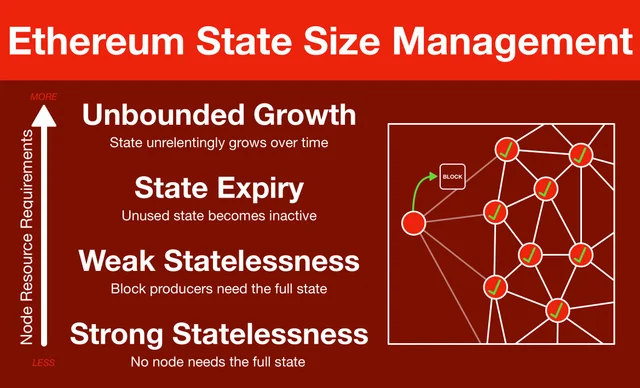 Ethereum State Size Management
MORE
Node Resource Requirements
LESS
Unbounded Growth
State unrelentingly grows over time
State Expiry
Unused state becomes inactive
Weak Statelessness
Block producers need the full state
Strong Statelessness
No node needs the full state
BLOCK